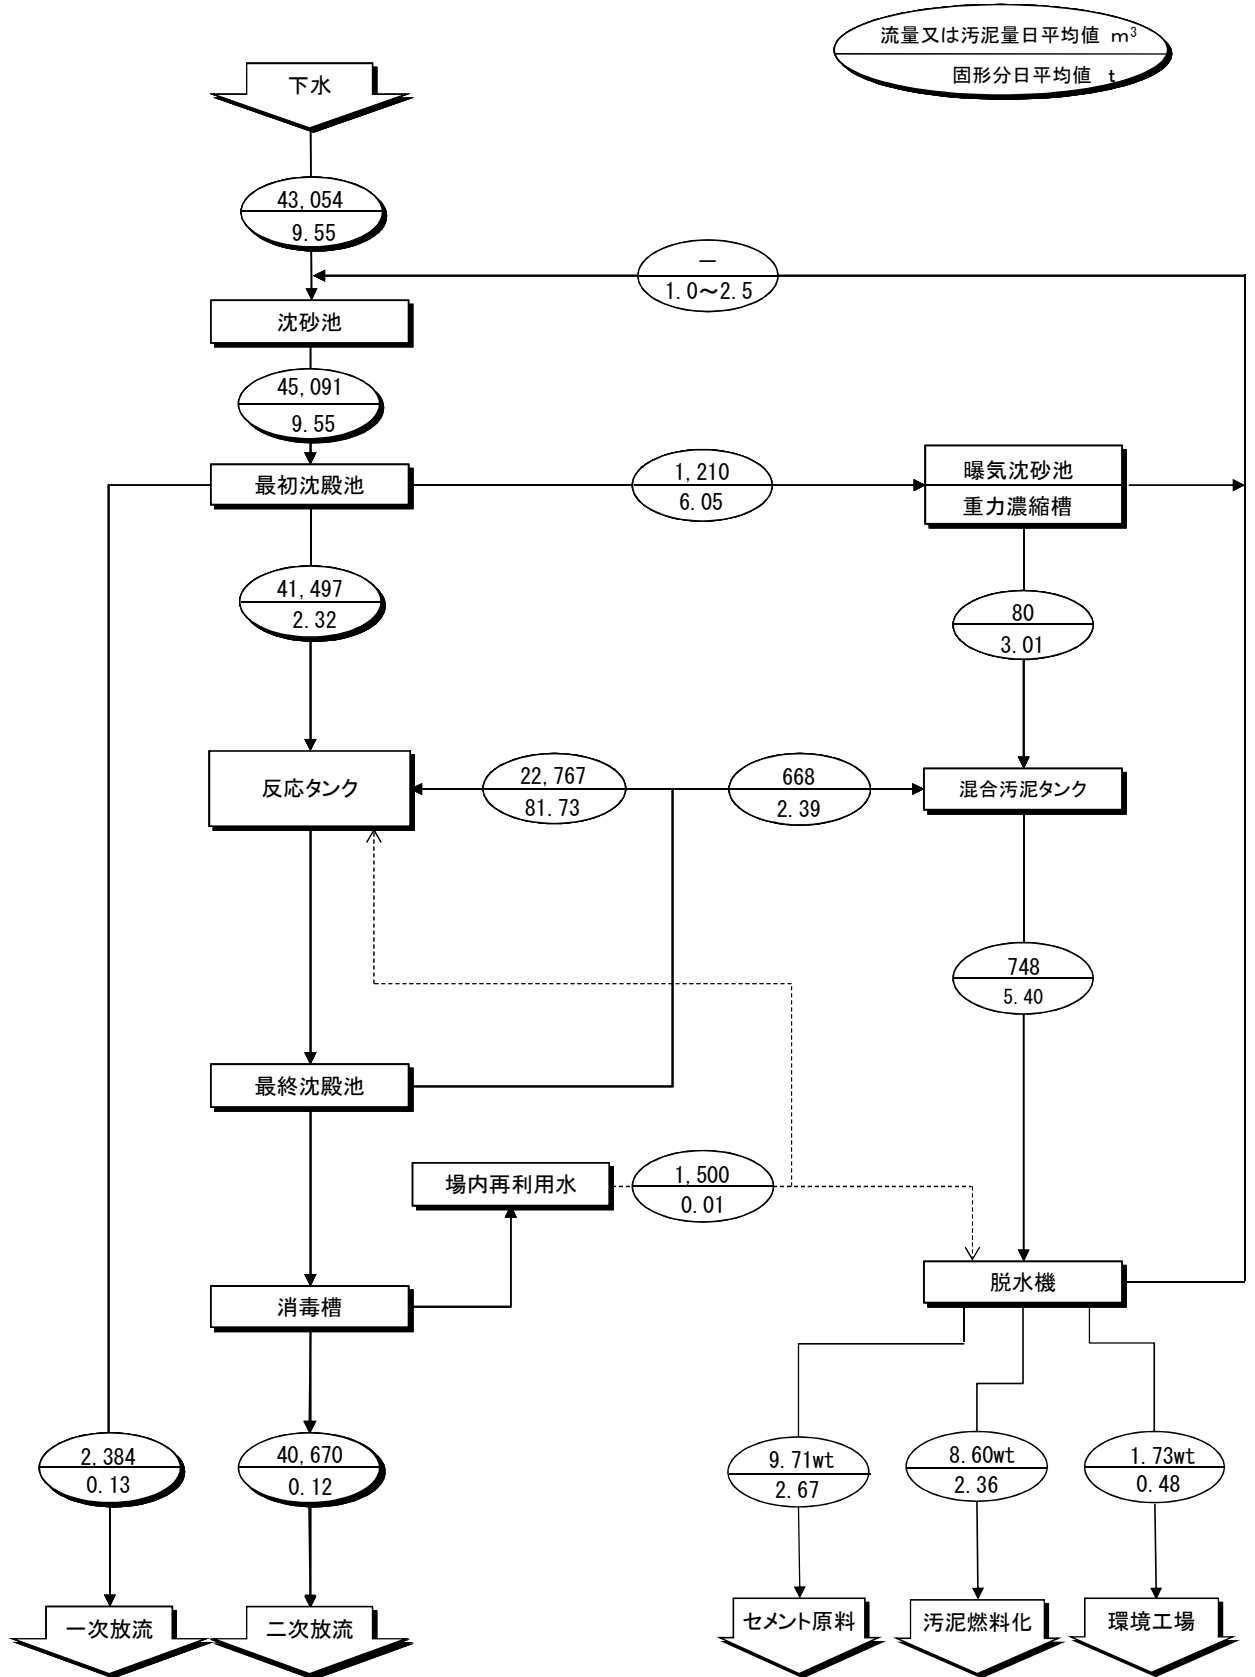 流量又は汚泥量日平均値 m³
固形分日平均値 t
下水
43,054
9.55
－
1.0～2.5
沈砂池
45,091
9.55
最初沈殿池
1,210
6.05
曝気沈砂池
重力濃縮槽
41,497
2.32
80
3.01
反応タンク
22,767
81.73
668
2.39
混合汚泥タンク
748
5.40
最終沈殿池
場内再利用水
1,500
0.01
脱水機
消毒槽
2,384
0.13
40,670
0.12
9.71wt
2.67
8.60wt
2.36
1.73wt
0.48
一次放流
二次放流
セメント原料
汚泥燃料化
環境工場